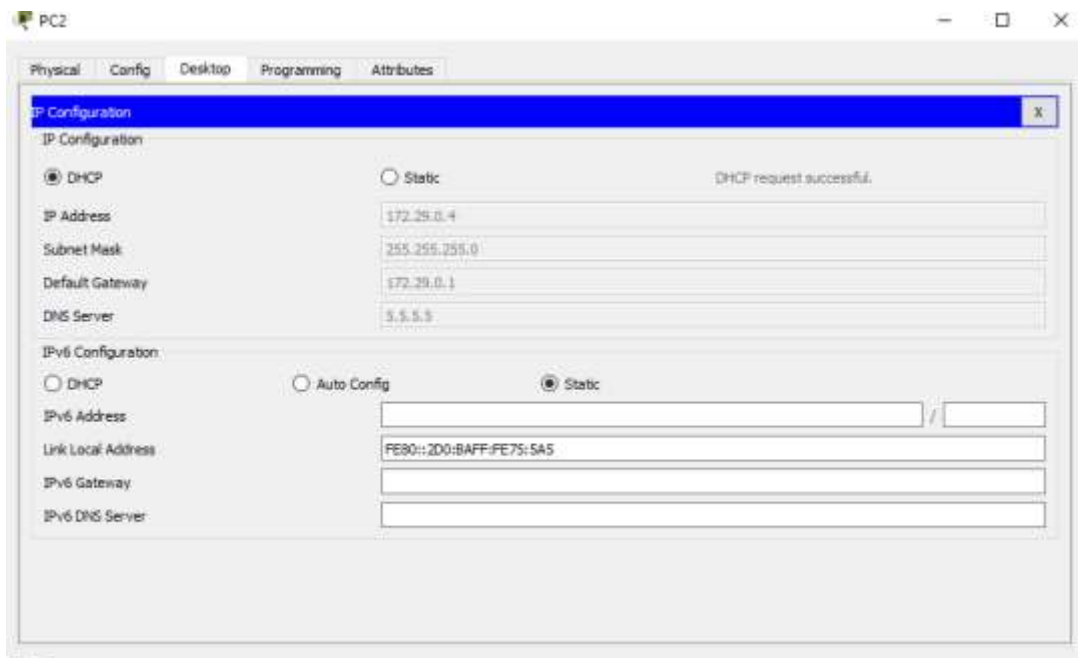 PC2
Physical Config Desktop Programming Attributes
IP Configuration X
IP Configuration
DHCP Static DHCP request successful.
IP Address 172.29.0.4
Subnet Mask 255.255.255.0
Default Gateway 172.29.0.1
DNS Server 5.5.5.5
IPv6 Configuration
DHCP Auto Config Static
IPv6 Address /
Link Local Address FE80::2D0:BAFF:FE75:5A5
IPv6 Gateway
IPv6 DNS Server